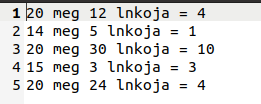 1 20 meg 12 lnkoja = 4
2 14 meg 5 lnkoja = 1
3 20 meg 30 lnkoja = 10
4 15 meg 3 lnkoja = 3
5 20 meg 24 lnkoja = 4